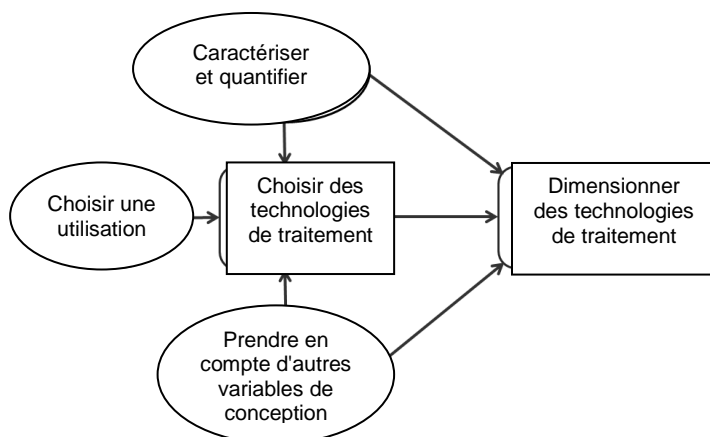 Caractériser
et quantifier
Choisir une
utilisation
Choisir des
technologies
de traitement
Dimensionner
des technologies
de traitement
Prendre en
compte d'autres
variables de
conception